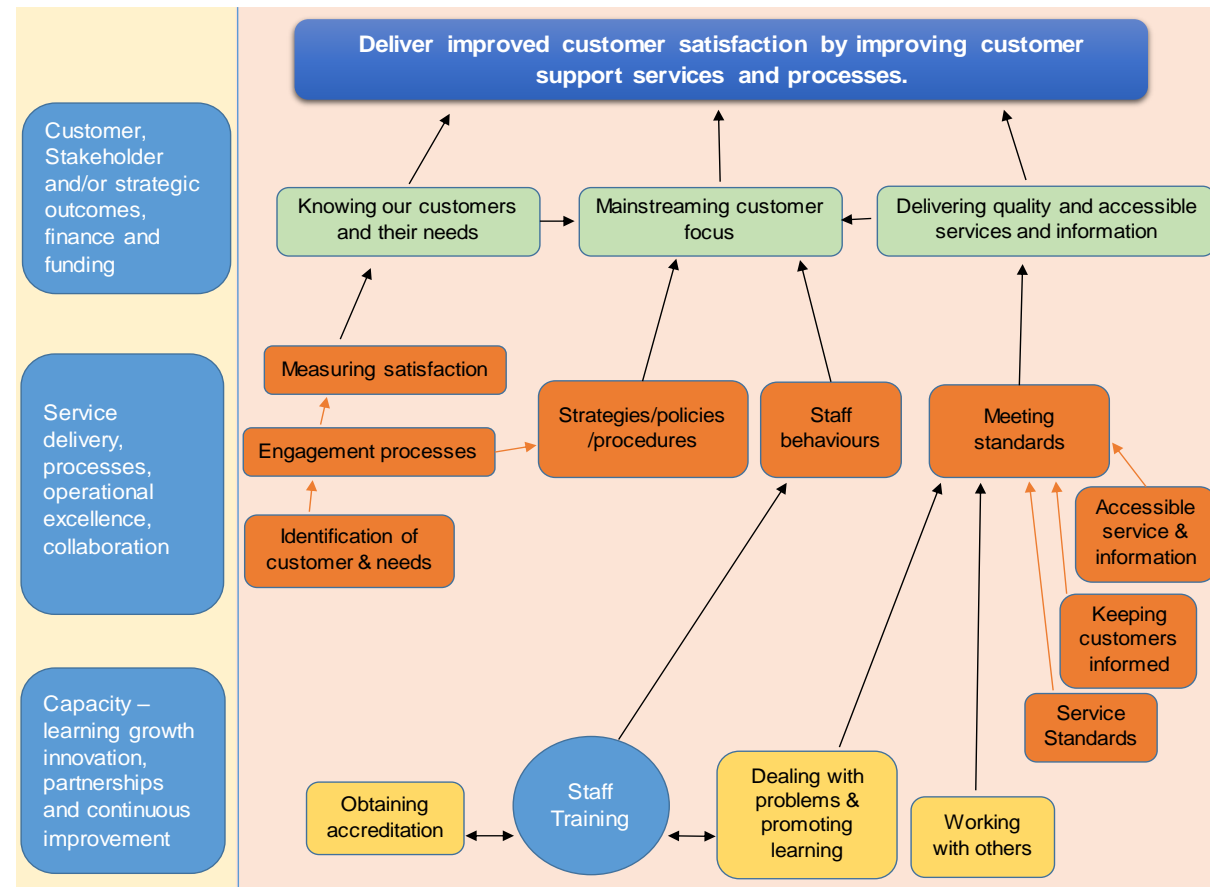 Deliver improved customer satisfaction by improving customer
support services and processes.
Customer,
Stakeholder
and/or strategic
outcomes,
finance and
funding
Knowing our customers
and their needs
Mainstreaming customer
focus
Delivering quality and accessible
services and information
Service
delivery,
processes,
operational
excellence,
collaboration
Measuring satisfaction
Engagement processes
Identification of
customer & needs
Strategies/policies
/procedures
Staff
behaviours
Meeting
standards
Accessible
service &
information
Keeping
customers
informed
Service
Standards
Capacity –
learning growth
innovation,
partnerships
and continuous
improvement
Obtaining
accreditation
Staff
Training
Dealing with
problems &
promoting
learning
Working
with others